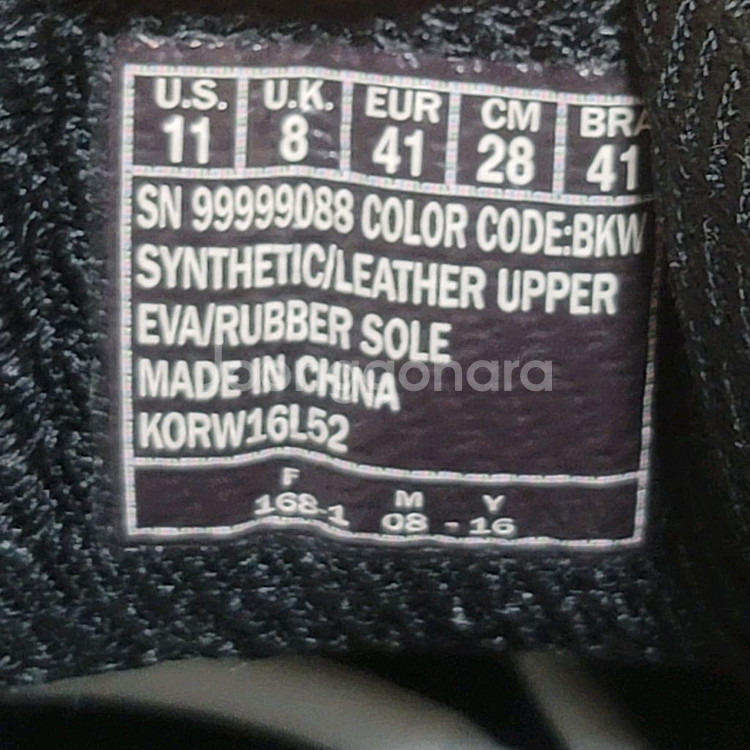 U.S. U.K. EUR CM BRA
11 8 41 28 41
SN 99999088 COLOR CODE:BKW
SYNTHETIC/LEATHER UPPER
EVA/RUBBER SOLE
MADE IN CHINA
KORW16L52
F M Y
168-1 08 - 16
joonggonara